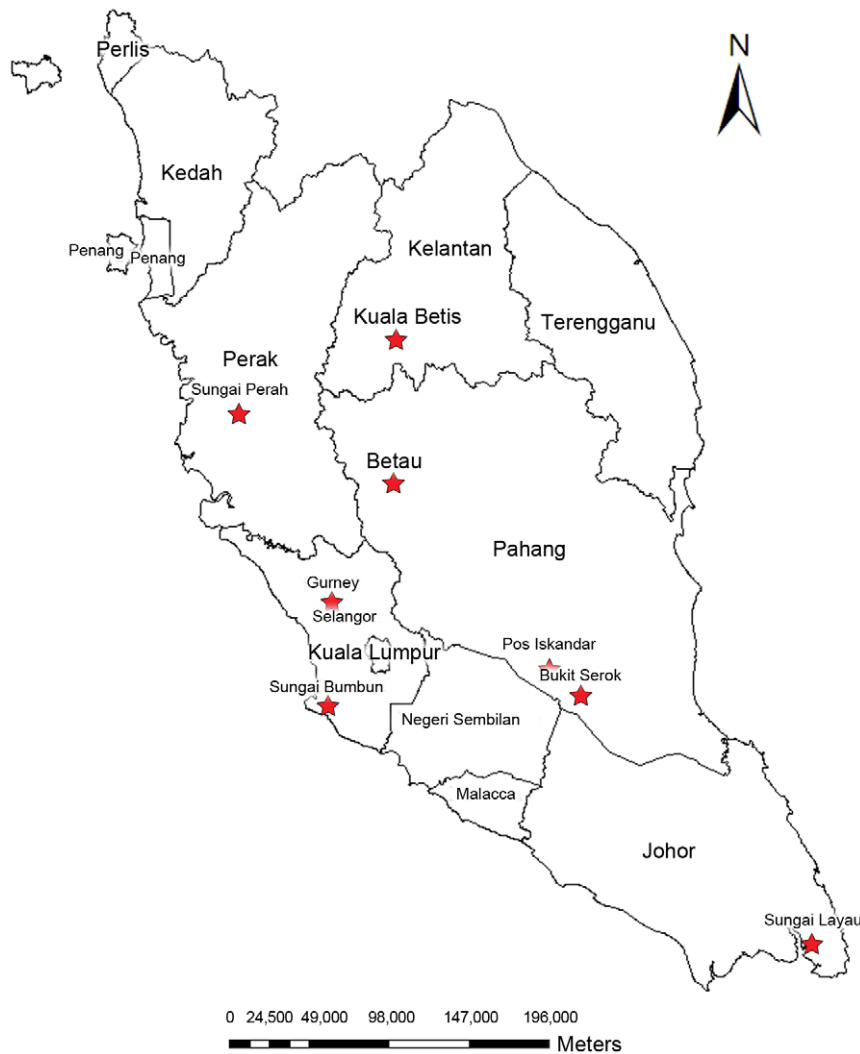 N
Perlis
Kedah
Penang
Penang
Kelantan
Kuala Betis
Terengganu
Perak
Sungai Perah
Betau
Pahang
Gurney
Selangor
Kuala Lumpur
Pos Iskandar
Bukit Serok
Sungai Bumbun
Negeri Sembilan
Malacca
Johor
Sungai Layau
0 24,500 49,000 98,000 147,000 196,000
Meters